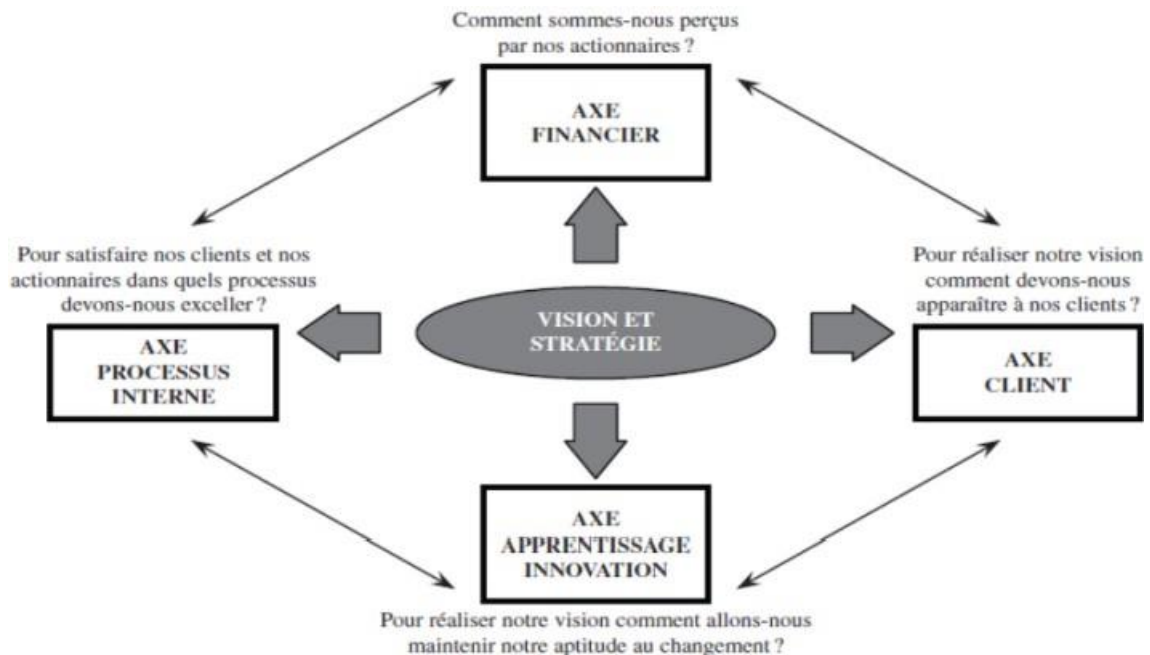 Comment sommes-nous perçus
par nos actionnaires ?
AXE
FINANCIER
Pour satisfaire nos clients et nos
actionnaires dans quels processus
devons-nous exceller ?
AXE
PROCESSUS
INTERNE
VISION ET
STRATÉGIE
Pour réaliser notre vision
comment devons-nous
apparaître à nos clients ?
AXE
CLIENT
AXE
APPRENTISSAGE
INNOVATION
Pour réaliser notre vision comment allons-nous
maintenir notre aptitude au changement ?